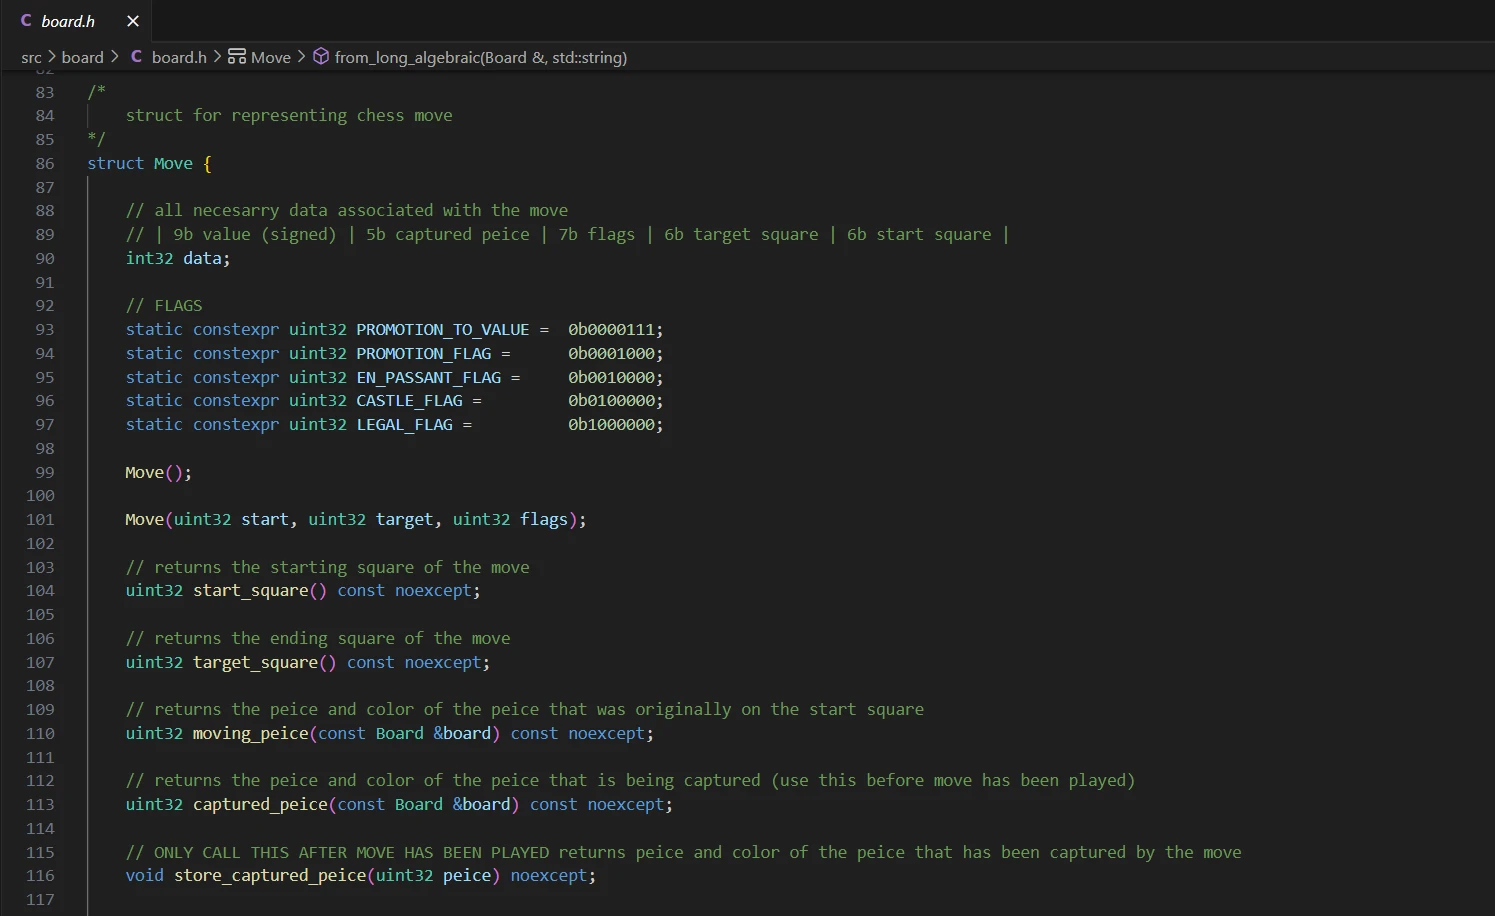 C board.h ×
src > board > C board.h > Move > from_long_algebraic(Board &, std::string)
82
83 /*
84 struct for representing chess move
85 */
86 struct Move {
87
88 // all necesarry data associated with the move
89 // | 9b value (signed) | 5b captured peice | 7b flags | 6b target square | 6b start square |
90 int32 data;
91
92 // FLAGS
93 static constexpr uint32 PROMOTION_TO_VALUE = 0b0000111;
94 static constexpr uint32 PROMOTION_FLAG = 0b0001000;
95 static constexpr uint32 EN_PASSANT_FLAG = 0b0010000;
96 static constexpr uint32 CASTLE_FLAG = 0b0100000;
97 static constexpr uint32 LEGAL_FLAG = 0b1000000;
98
99 Move();
100
101 Move(uint32 start, uint32 target, uint32 flags);
102
103 // returns the starting square of the move
104 uint32 start_square() const noexcept;
105
106 // returns the ending square of the move
107 uint32 target_square() const noexcept;
108
109 // returns the peice and color of the peice that was originally on the start square
110 uint32 moving_peice(const Board &board) const noexcept;
111
112 // returns the peice and color of the peice that is being captured (use this before move has been played)
113 uint32 captured_peice(const Board &board) const noexcept;
114
115 // ONLY CALL THIS AFTER MOVE HAS BEEN PLAYED returns peice and color of the peice that has been captured by the move
116 void store_captured_peice(uint32 peice) noexcept;
117